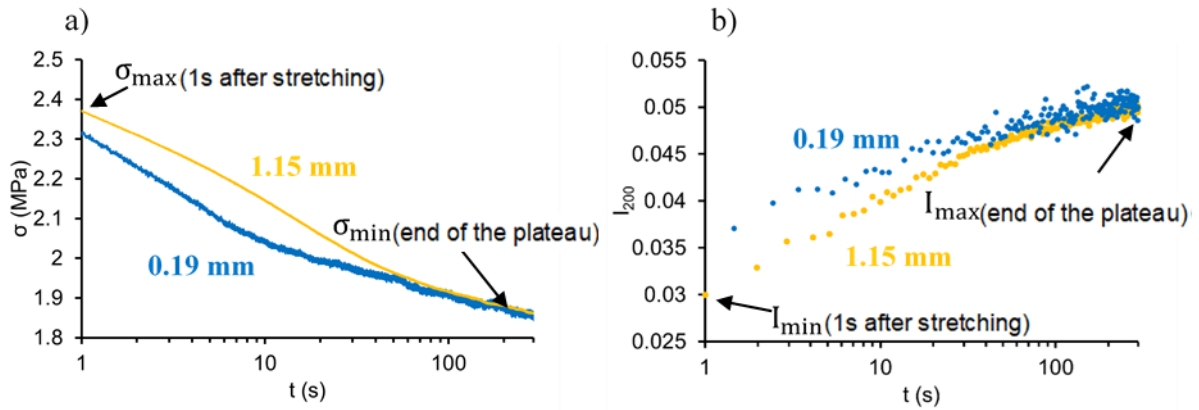 a)
2.5
2.4
2.3
2.2
2.1
2
1.9
1.8
σ (MPa)
σmax (1s after stretching)
1.15 mm
σmin (end of the plateau)
0.19 mm
1
10
100
t (s)
b)
0.055
0.05
0.045
0.04
0.035
0.03
0.025
I200
0.19 mm
Imax (end of the plateau)
1.15 mm
Imin (1s after stretching)
1
10
100
t (s)